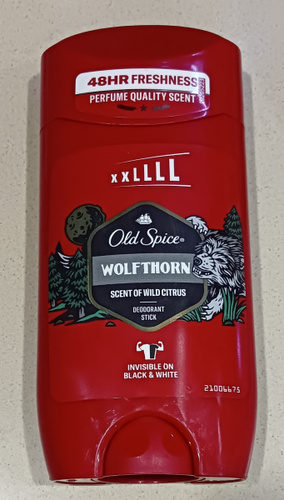 48HR FRESHNESS
PERFUME QUALITY SCENT
xxLLLL
Old Spice®
WOLFTHORN
SCENT OF WILD CITRUS
DEODORANT
STICK
INVISIBLE ON
BLACK & WHITE
21006675